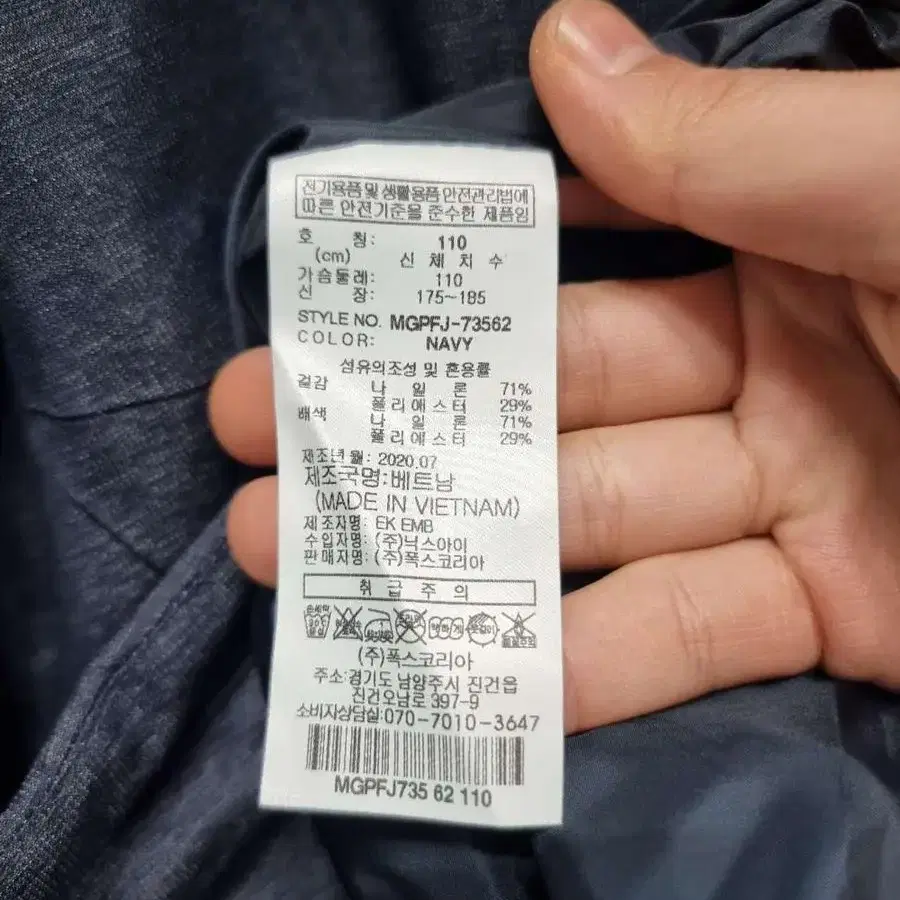 전기용품 및 생활용품 안전관리법에
따른 안전기준을 준수한 제품임
호 칭: 110
(cm) 신 체 치 수
가슴둘레: 110
신 장: 175~185
STYLE NO. MGPFJ-73562
COLOR: NAVY
섬유의조성 및 혼용률
겉감 나 일 론 71%
폴 리 에 스 터 29%
배색 나 일 론 71%
폴 리 에 스 터 29%
제조년월: 2020.07
제조국명:베트남
(MADE IN VIETNAM)
제 조자명: EK EMB
수 입자명: (주)닉스아이
판 매자명: (주)폭스코리아
취 급 주 의
손세탁
약하게
(주)폭스코리아
주소:경기도 남양주시 진건읍
진건오남로 397-9
소비자상담실:070-7010-3647
MGPFJ735 62 110